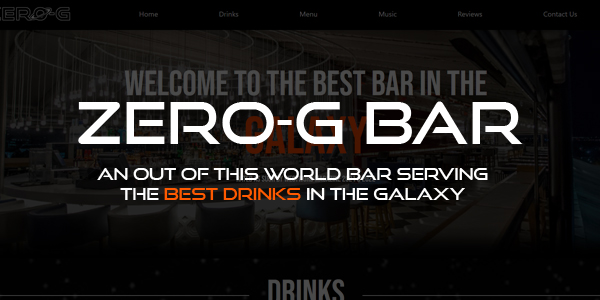 ZERO-G
Home Drinks Menu Music Reviews Contact Us
WELCOME TO THE BEST BAR IN THE
GALAXY
ZERO-G BAR
AN OUT OF THIS WORLD BAR SERVING
THE BEST DRINKS IN THE GALAXY
DRINKS